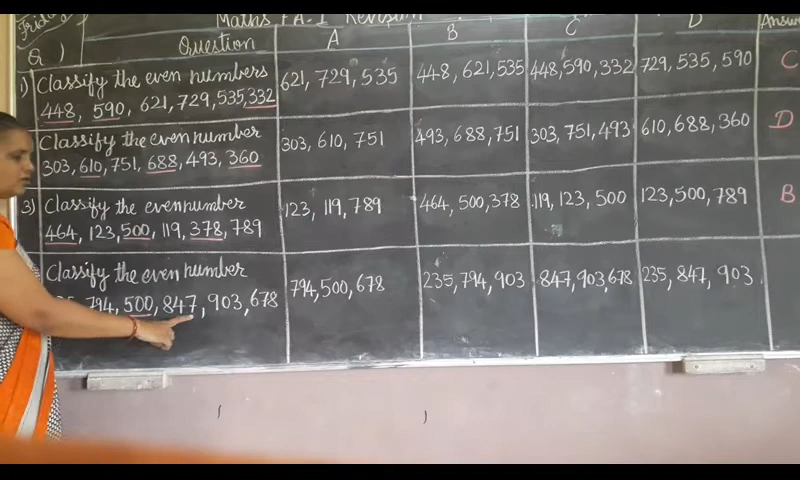 Friday
Maths FA-1 Revision
Q) Question A B C D Answer
1) Classify the even numbers
448, 590, 621, 729, 535, 332
621, 729, 535 448, 621, 535 448, 590, 332 729, 535, 590 C
Classify the even number
303, 610, 751, 688, 493, 360
303, 610, 751 493, 688, 751 303, 751, 493 610, 688, 360 D
3) Classify the even number
464, 123, 500, 119, 378, 789
123, 119, 789 464, 500, 378 119, 123, 500 123, 500, 789 B
Classify the even number
794, 500, 847, 903, 678
794, 500, 678 235, 794, 903 847, 903, 678 235, 847, 903